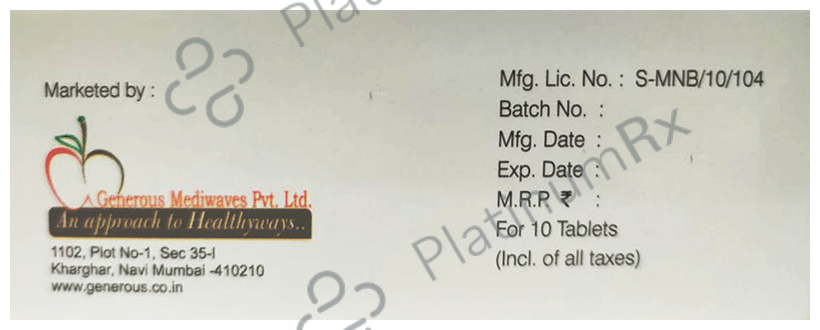 Marketed by :
Generous Mediwaves Pvt. Ltd.
An approach to Healthyways..
1102, Plot No-1, Sec 35-I
Kharghar, Navi Mumbai -410210
www.generous.co.in
Mfg. Lic. No. : S-MNB/10/104
Batch No. :
Mfg. Date :
Exp. Date :
M.R.P. ₹ :
For 10 Tablets
(Incl. of all taxes)
PlatinumRx